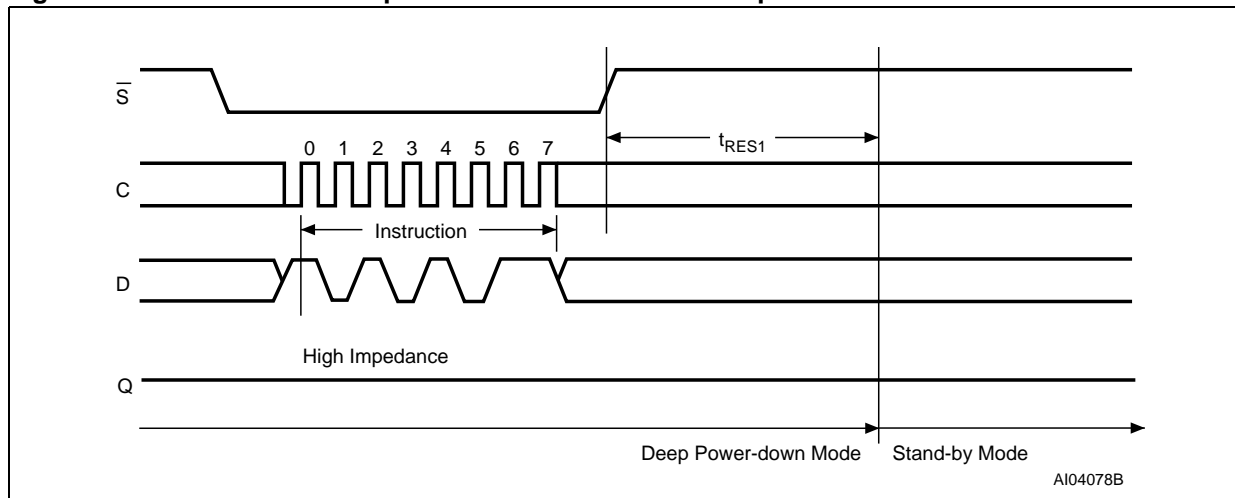 S
0 1 2 3 4 5 6 7
tRES1
C
Instruction
D
High Impedance
Q
Deep Power-down Mode Stand-by Mode
AI04078B